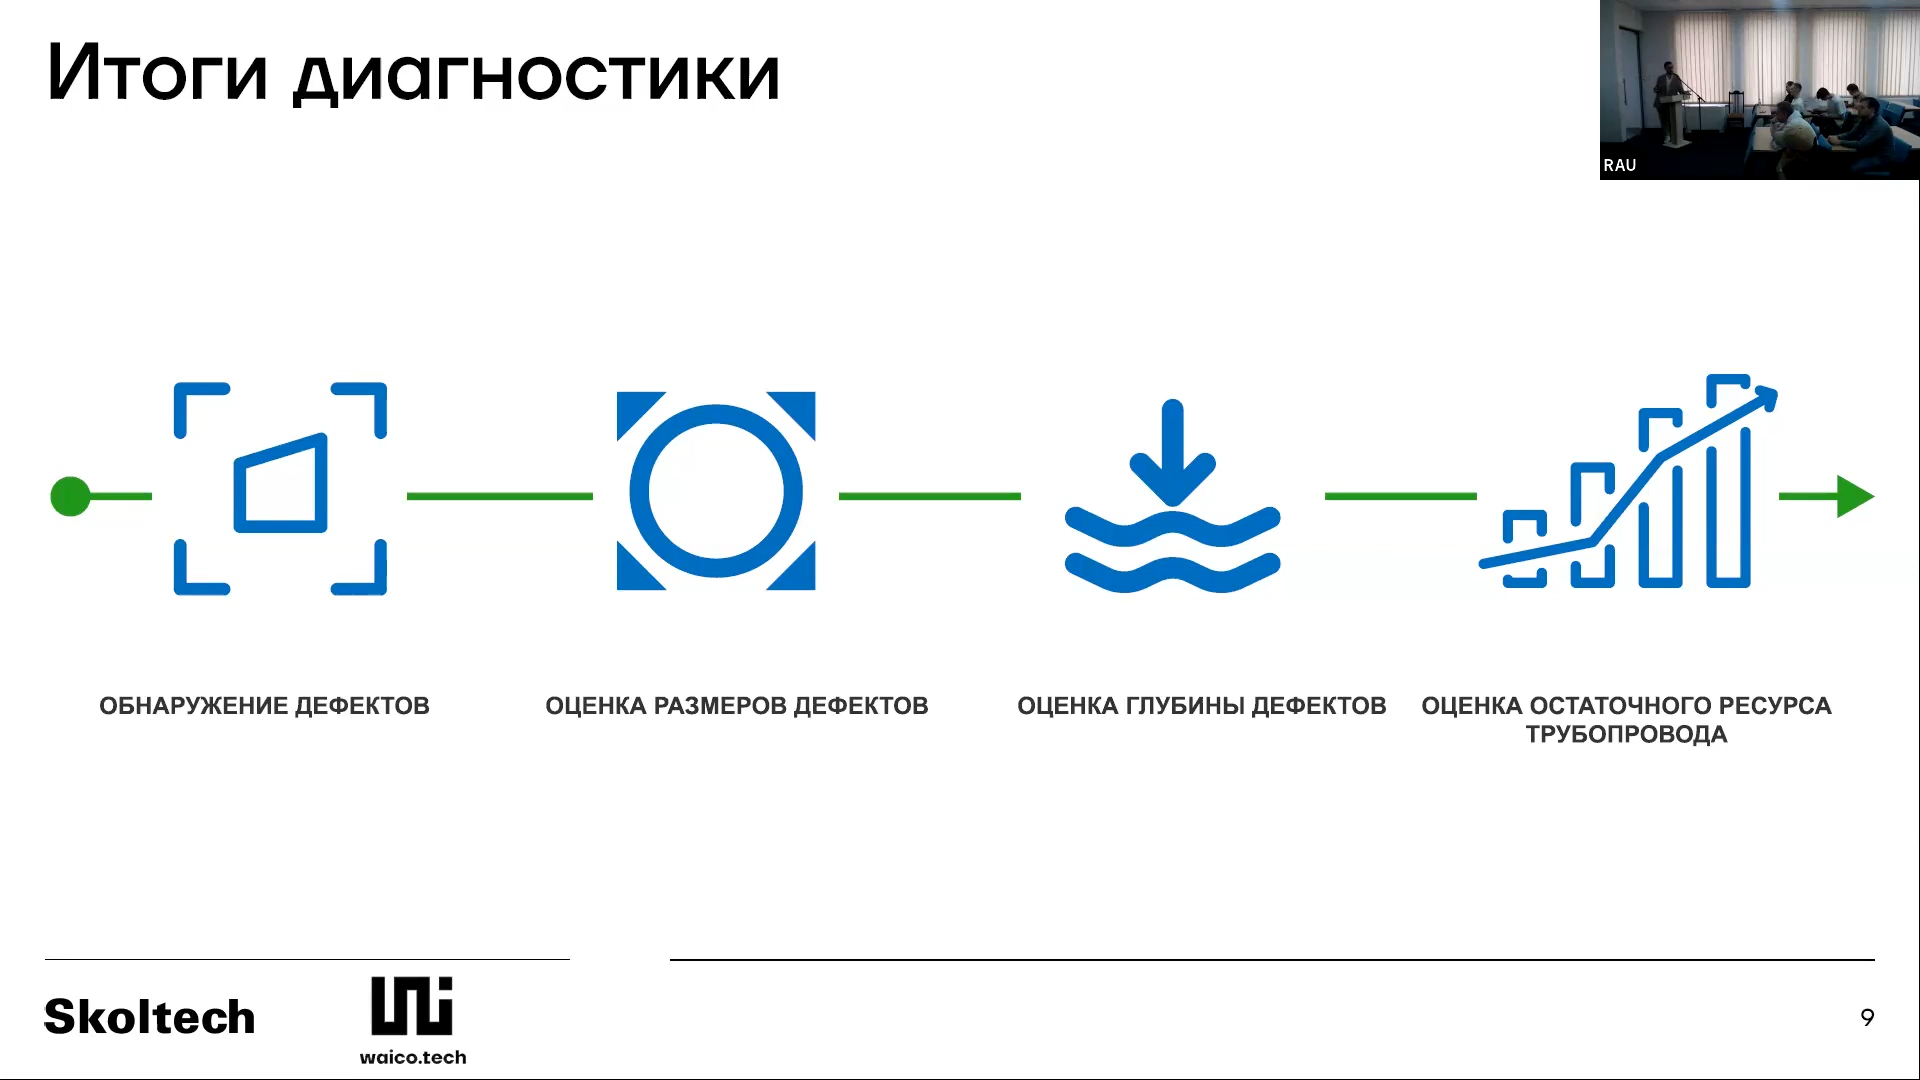 Итоги диагностики
RAU
ОБНАРУЖЕНИЕ ДЕФЕКТОВ
ОЦЕНКА РАЗМЕРОВ ДЕФЕКТОВ
ОЦЕНКА ГЛУБИНЫ ДЕФЕКТОВ
ОЦЕНКА ОСТАТОЧНОГО РЕСУРСА
ТРУБОПРОВОДА
Skoltech
waico.tech
9